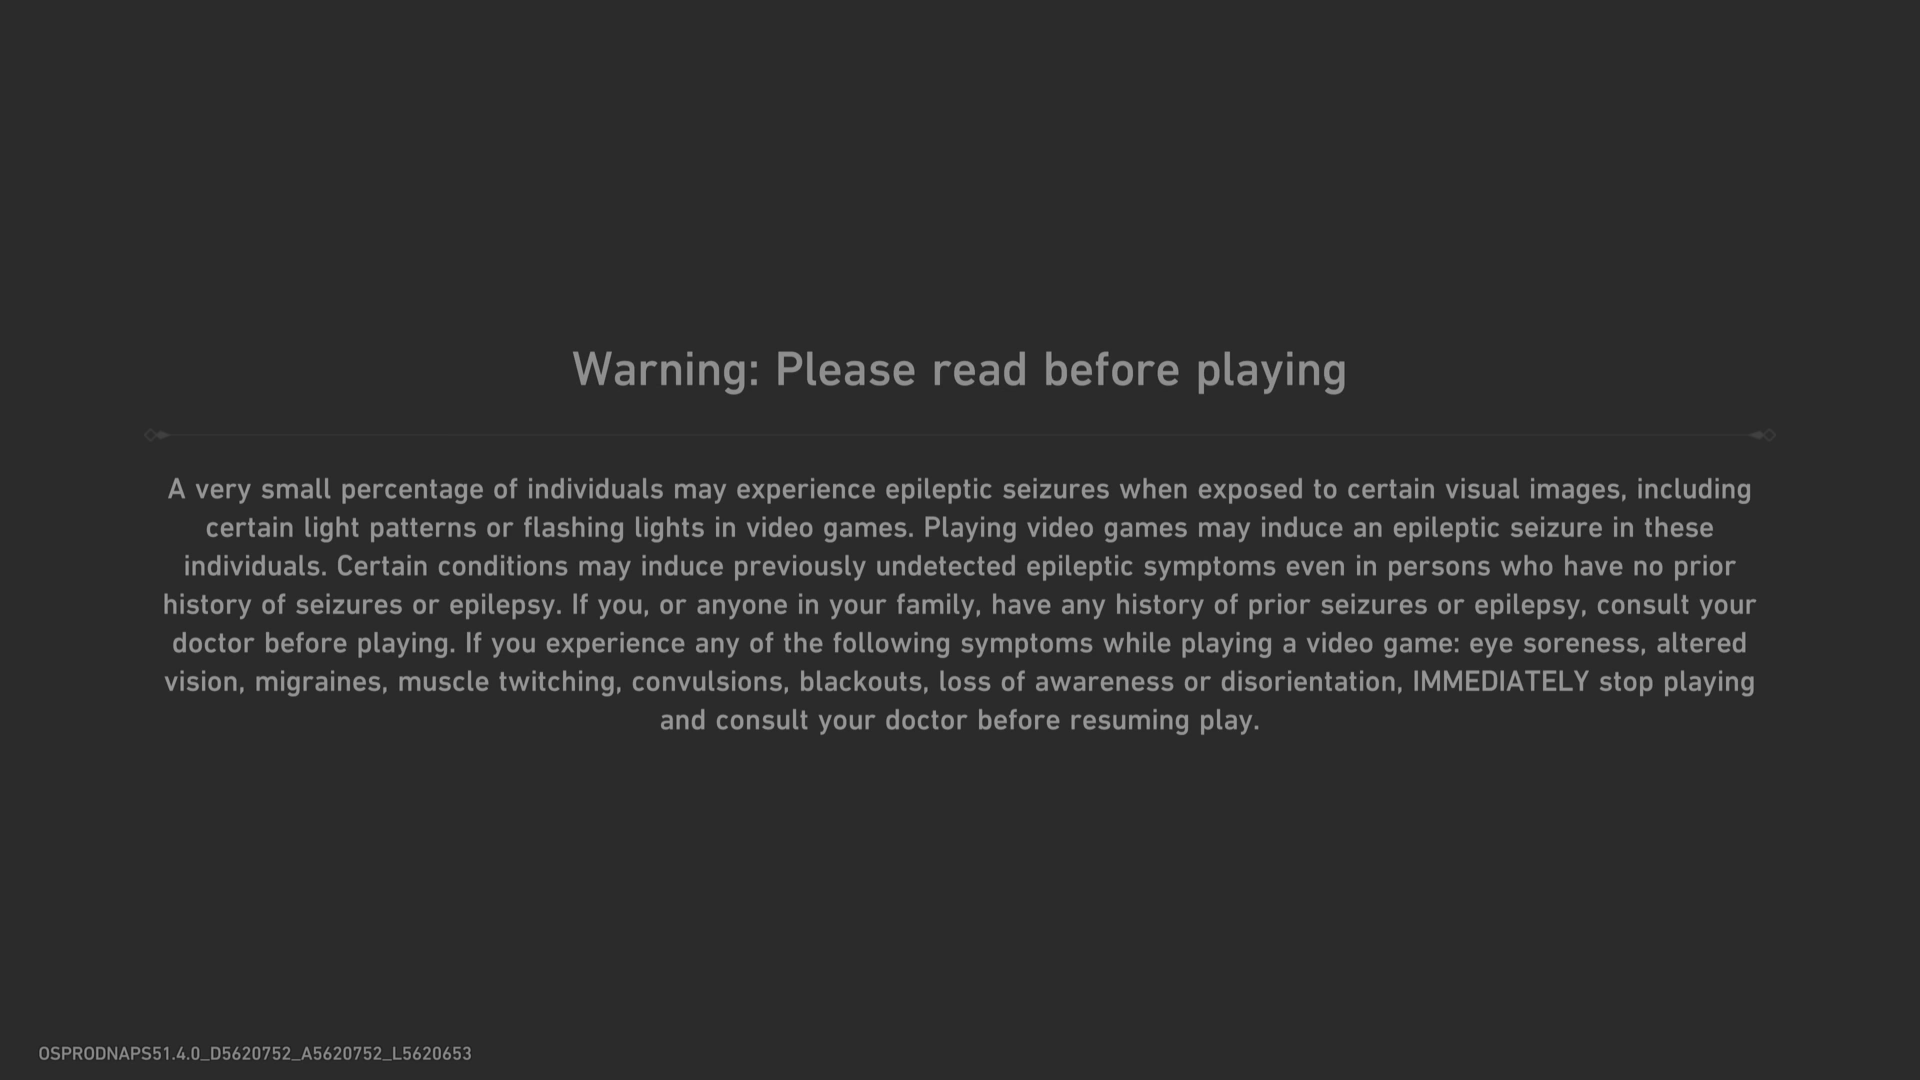 Warning: Please read before playing
A very small percentage of individuals may experience epileptic seizures when exposed to certain visual images, including
certain light patterns or flashing lights in video games. Playing video games may induce an epileptic seizure in these
individuals. Certain conditions may induce previously undetected epileptic symptoms even in persons who have no prior
history of seizures or epilepsy. If you, or anyone in your family, have any history of prior seizures or epilepsy, consult your
doctor before playing. If you experience any of the following symptoms while playing a video game: eye soreness, altered
vision, migraines, muscle twitching, convulsions, blackouts, loss of awareness or disorientation, IMMEDIATELY stop playing
and consult your doctor before resuming play.
OSPRODNAPS51.4.0_D5620752_A5620752_L5620653